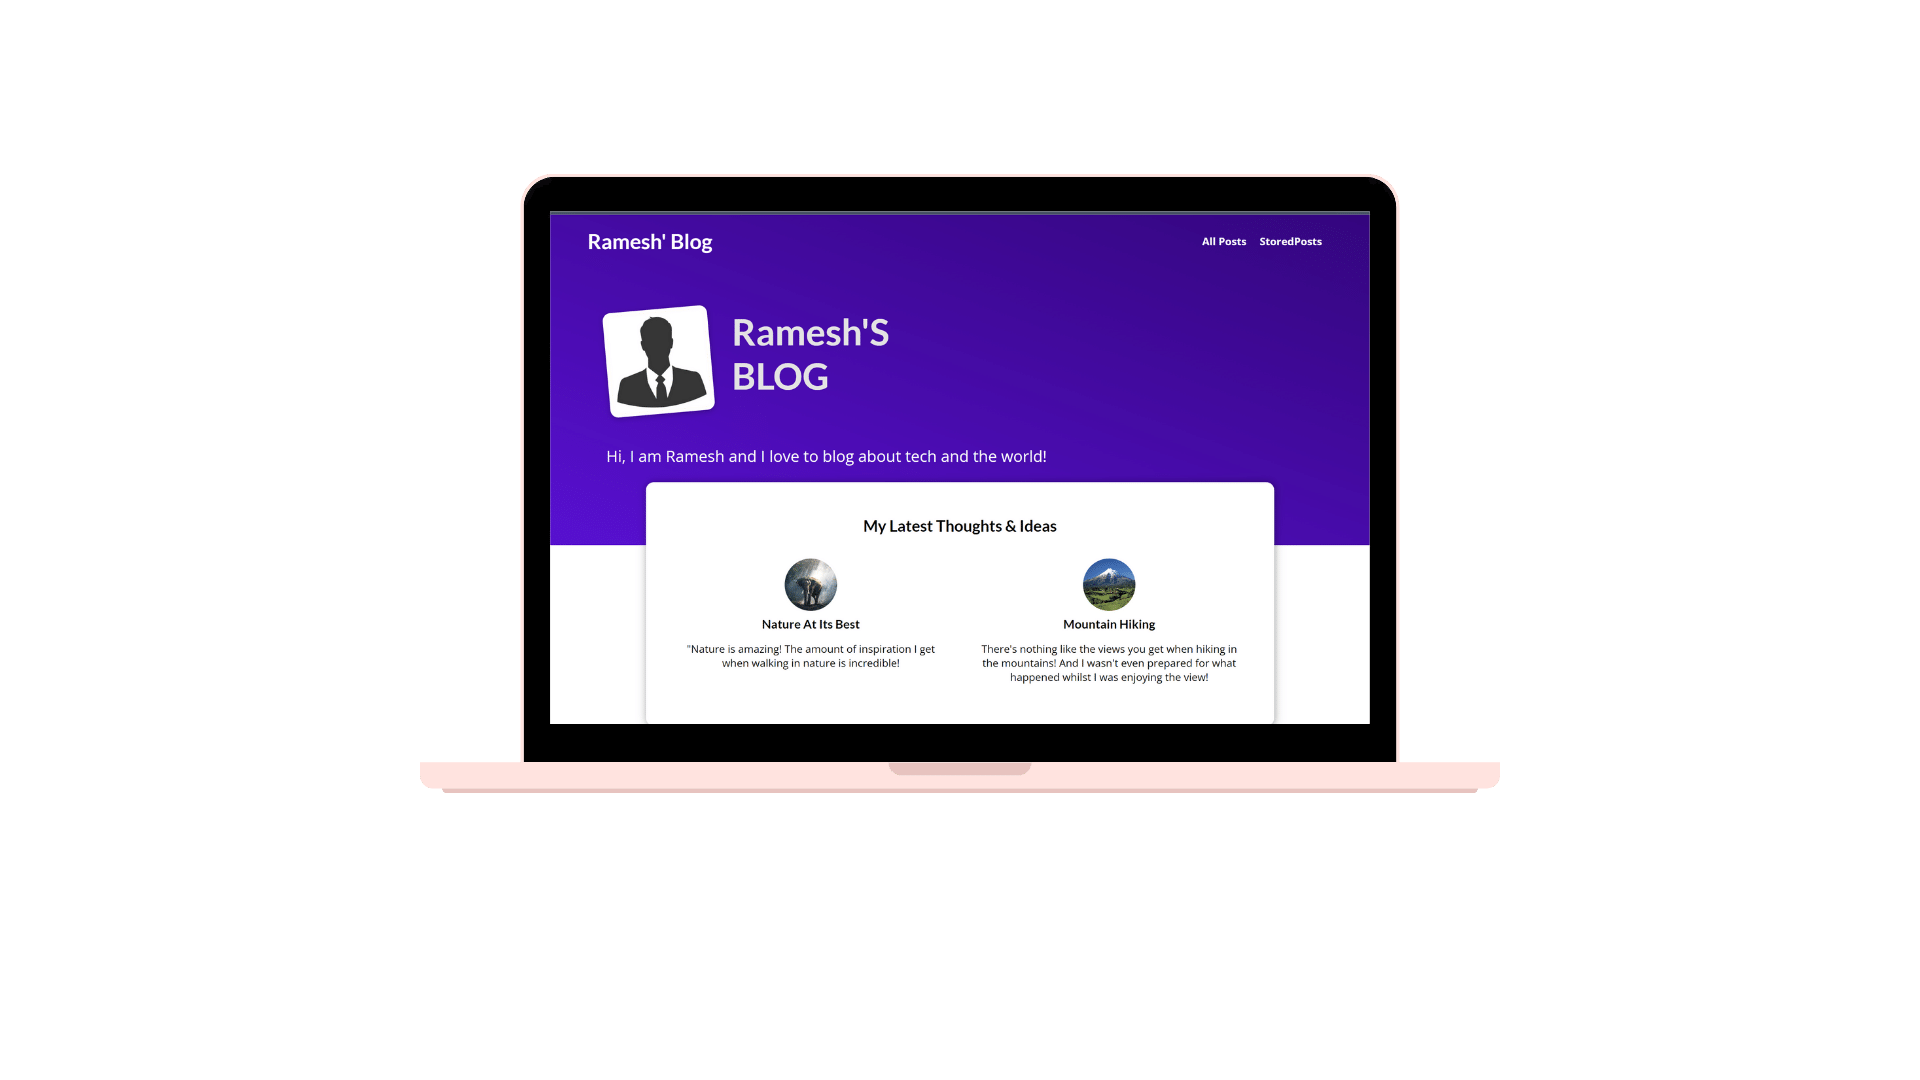 Ramesh' Blog
All Posts StoredPosts
Ramesh'S
BLOG
Hi, I am Ramesh and I love to blog about tech and the world!
My Latest Thoughts & Ideas
Nature At Its Best
"Nature is amazing! The amount of inspiration I get
when walking in nature is incredible!
Mountain Hiking
There's nothing like the views you get when hiking in
the mountains! And I wasn't even prepared for what
happened whilst I was enjoying the view!